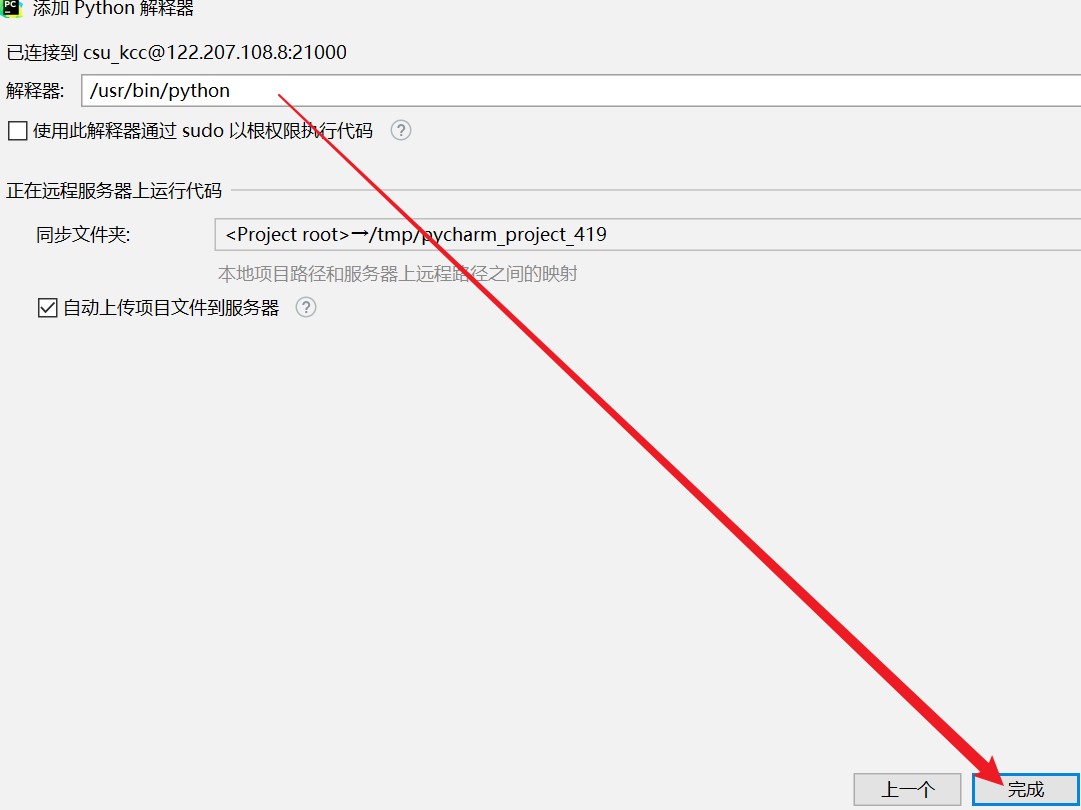 PC 添加 Python 解释器
已连接到 csu_kcc@122.207.108.8:21000
解释器: /usr/bin/python
使用此解释器通过 sudo 以根权限执行代码 ?
正在远程服务器上运行代码
同步文件夹: <Project root>→/tmp/pycharm_project_419
本地项目路径和服务器上远程路径之间的映射
自动上传项目文件到服务器 ?
上一个 完成